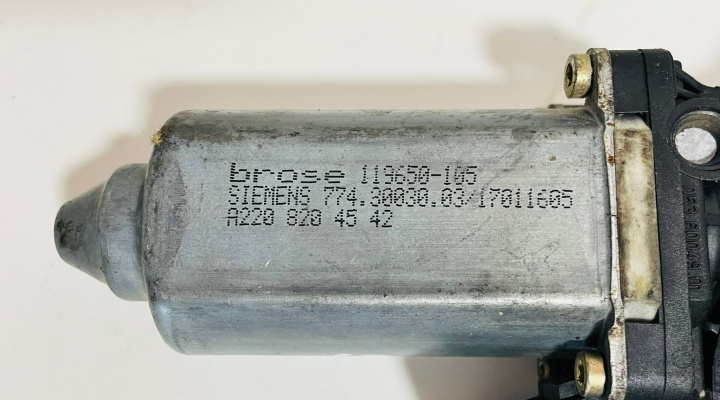 brose 119650-105
SIEMENS 774.30030.03/17011605
A220 820 45 42